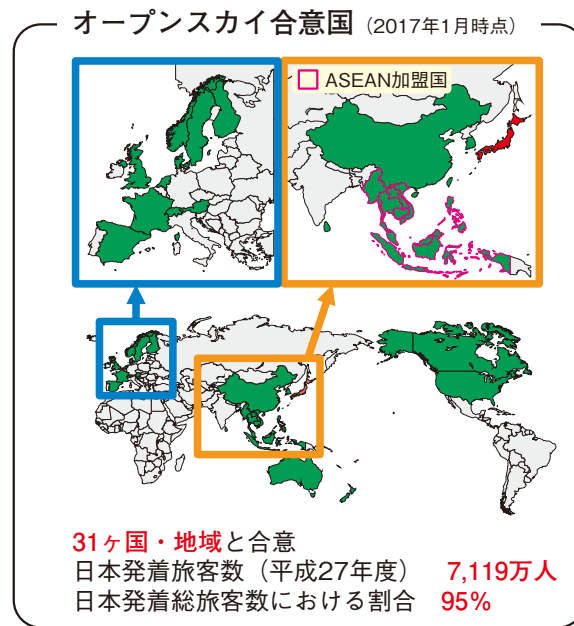 オープンスカイ合意国（2017年1月時点）
ASEAN加盟国
31ヶ国・地域と合意
日本発着旅客数（平成27年度） 7,119万人
日本発着総旅客数における割合 95%